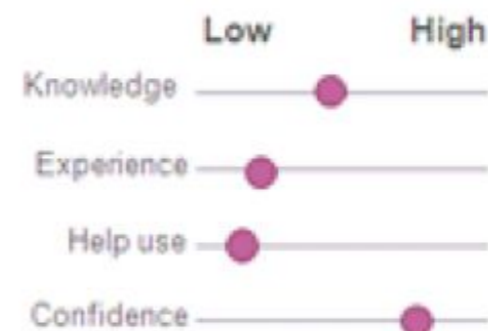 Low High
Knowledge
Experience
Help use
Confidence